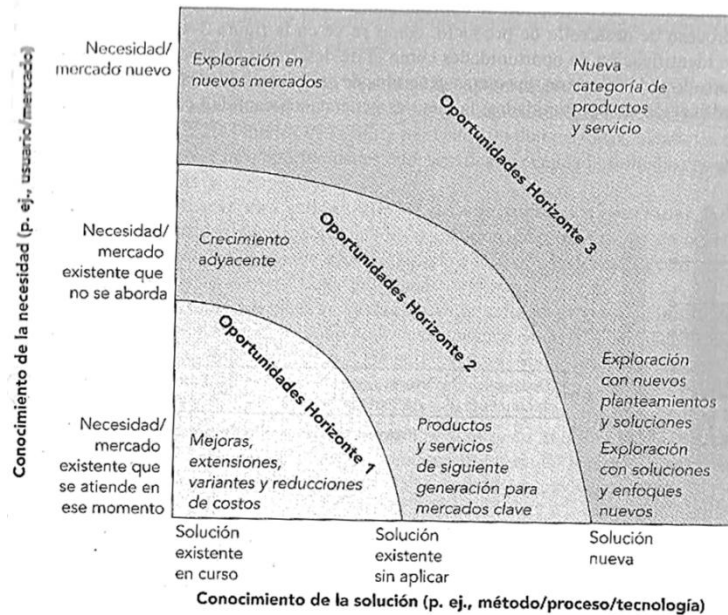 Conocimiento de la necesidad (p. ej., usuario/mercado)
Necesidad/
mercado nuevo
Exploración en
nuevos mercados
Nueva
categoría de
productos
y servicio
Oportunidades Horizonte 3
Necesidad/
mercado
existente que
no se aborda
Crecimiento
adyacente
Oportunidades Horizonte 2
Oportunidades Horizonte 1
Necesidad/
mercado
existente que
se atiende en
ese momento
Mejoras,
extensiones,
variantes y reducciones
de costos
Productos
y servicios
de siguiente
generación para
mercados clave
Exploración
con nuevos
planteamientos
y soluciones
Exploración
con soluciones
y enfoques
nuevos
Solución
existente
en curso
Solución
existente
sin aplicar
Solución
nueva
Conocimiento de la solución (p. ej., método/proceso/tecnología)